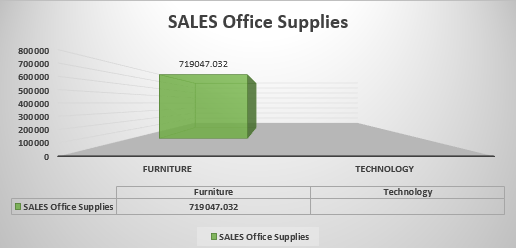 SALES Office Supplies
719047.032
800000
700000
600000
500000
400000
300000
200000
100000
0
FURNITURE TECHNOLOGY
Furniture Technology
SALES Office Supplies 719047.032
SALES Office Supplies